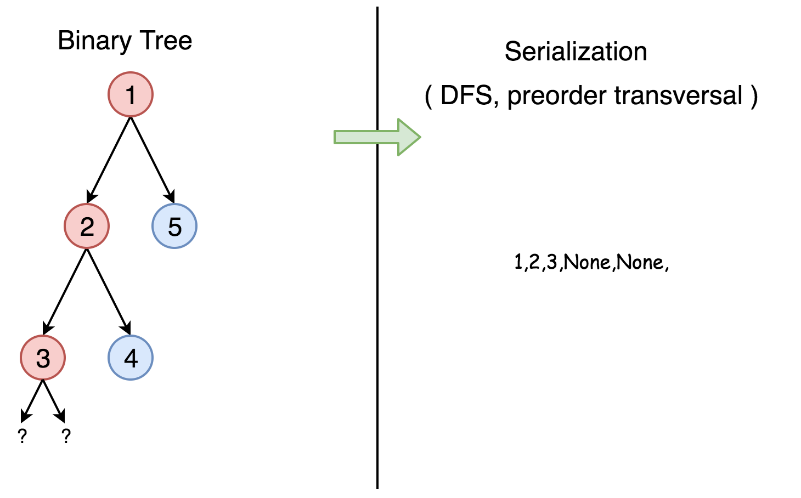 Binary Tree
1
2
5
3
4
?
?
Serialization
( DFS, preorder transversal )
1,2,3,None,None,